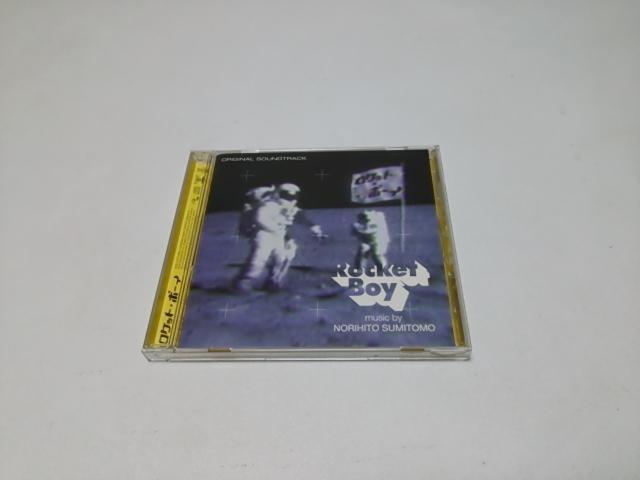 ORIGINAL SOUNDTRACK
ロケット
ボーイ
Rocket
Boy
music by
NORIHITO SUMITOMO
ロケット・ボーイ